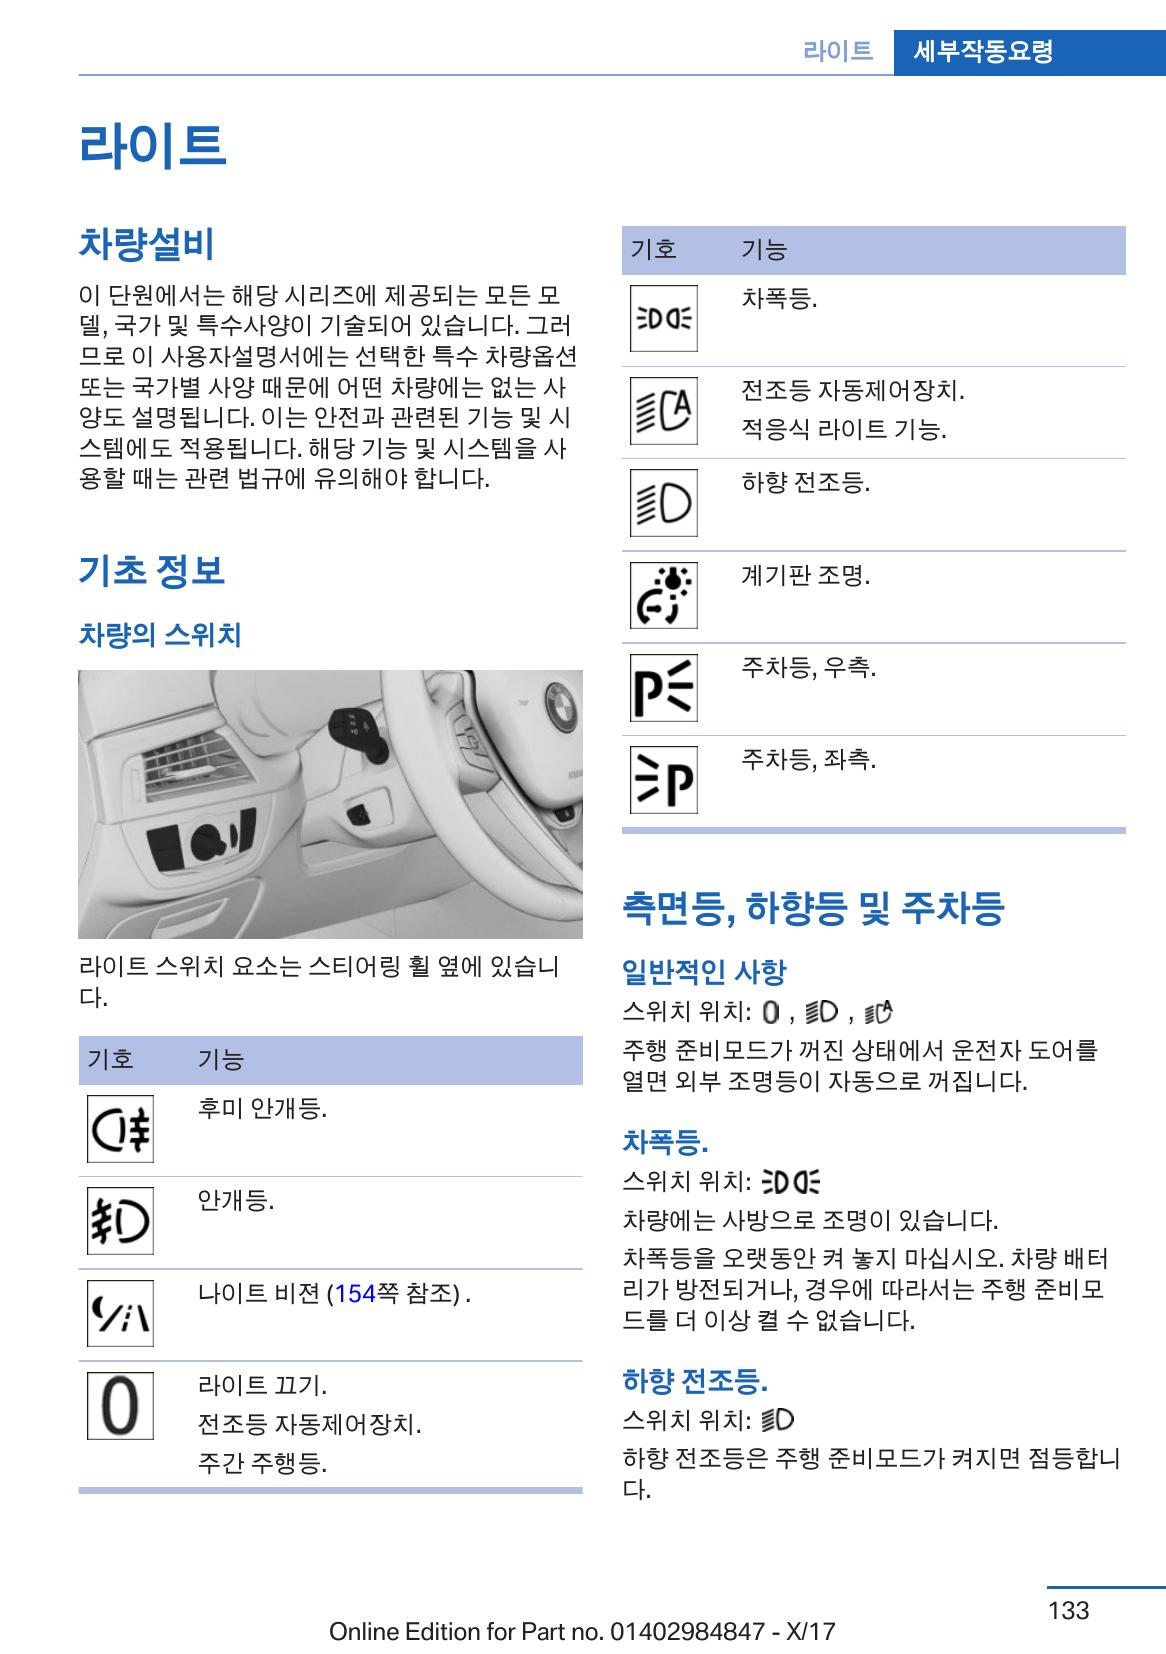 라이트 세부작동요령
라이트
차량설비
이 단원에서는 해당 시리즈에 제공되는 모든 모
델, 국가 및 특수사양이 기술되어 있습니다. 그러
므로 이 사용자설명서에는 선택한 특수 차량옵션
또는 국가별 사양 때문에 어떤 차량에는 없는 사
양도 설명됩니다. 이는 안전과 관련된 기능 및 시
스템에도 적용됩니다. 해당 기능 및 시스템을 사
용할 때는 관련 법규에 유의해야 합니다.
기초 정보
차량의 스위치
라이트 스위치 요소는 스티어링 휠 옆에 있습니
다.
기호 기능
후미 안개등.
안개등.
나이트 비젼 (154쪽 참조) .
0 라이트 끄기.
전조등 자동제어장치.
주간 주행등.
기호 기능
차폭등.
A 전조등 자동제어장치.
적응식 라이트 기능.
하향 전조등.
계기판 조명.
P 주차등, 우측.
P 주차등, 좌측.
측면등, 하향등 및 주차등
일반적인 사항
스위치 위치: 0 , , A
주행 준비모드가 꺼진 상태에서 운전자 도어를
열면 외부 조명등이 자동으로 꺼집니다.
차폭등.
스위치 위치:
차량에는 사방으로 조명이 있습니다.
차폭등을 오랫동안 켜 놓지 마십시오. 차량 배터
리가 방전되거나, 경우에 따라서는 주행 준비모
드를 더 이상 켤 수 없습니다.
하향 전조등.
스위치 위치:
하향 전조등은 주행 준비모드가 켜지면 점등합니
다.
133
Online Edition for Part no. 01402984847 - X/17